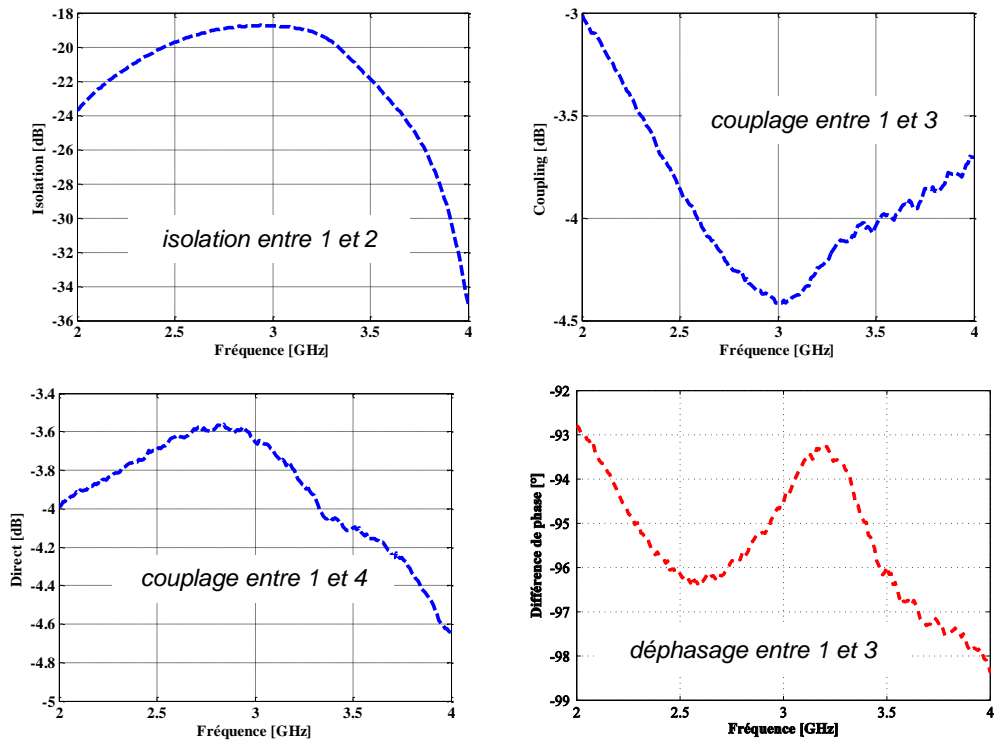 -18
-20
-22
-24
-26
-28
-30
-32
-34
-36
Isolation [dB]
isolation entre 1 et 2
2 2.5 3 3.5 4
Fréquence [GHz]
-3
-3.5
-4
-4.5
Coupling [dB]
couplage entre 1 et 3
2 2.5 3 3.5 4
Fréquence [GHz]
-3.4
-3.6
-3.8
-4
-4.2
-4.4
-4.6
-4.8
-5
Direct [dB]
couplage entre 1 et 4
2 2.5 3 3.5 4
Fréquence [GHz]
-92
-93
-94
-95
-96
-97
-98
-99
Différence de phase [º]
déphasage entre 1 et 3
2 2.5 3 3.5 4
Fréquence [GHz]